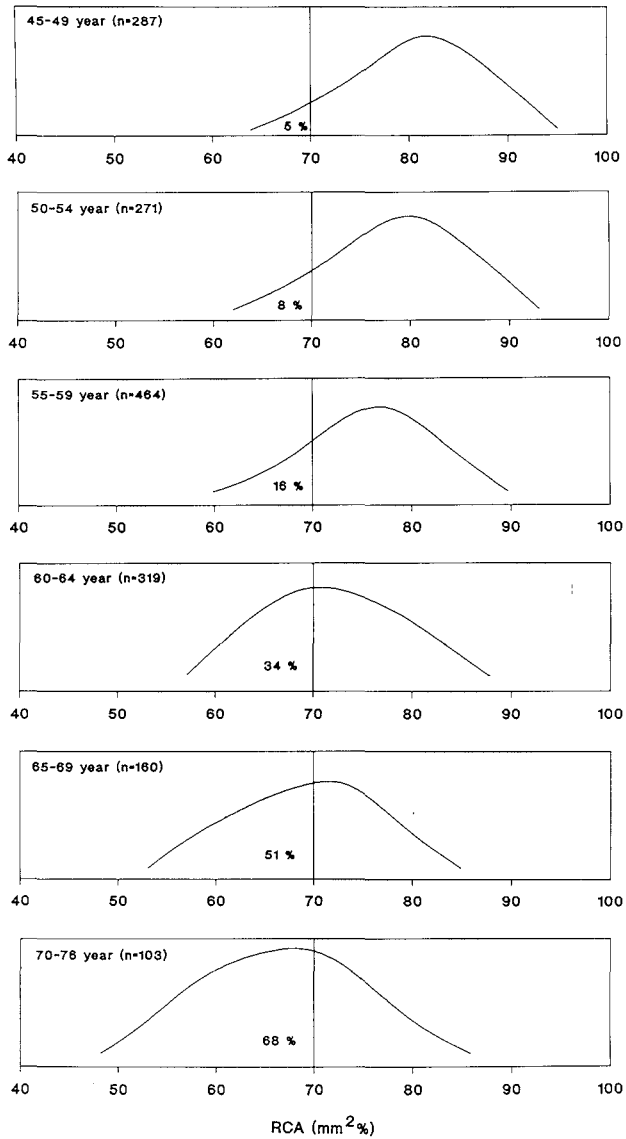 45-49 year (n=287)
5 %
40 50 60 70 80 90 100
50-54 year (n=271)
8 %
40 50 60 70 80 90 100
55-59 year (n=464)
16 %
40 50 60 70 80 90 100
60-64 year (n=319)
34 %
40 50 60 70 80 90 100
65-69 year (n=160)
51 %
40 50 60 70 80 90 100
70-76 year (n=103)
68 %
40 50 60 70 80 90 100
RCA (mm²%)